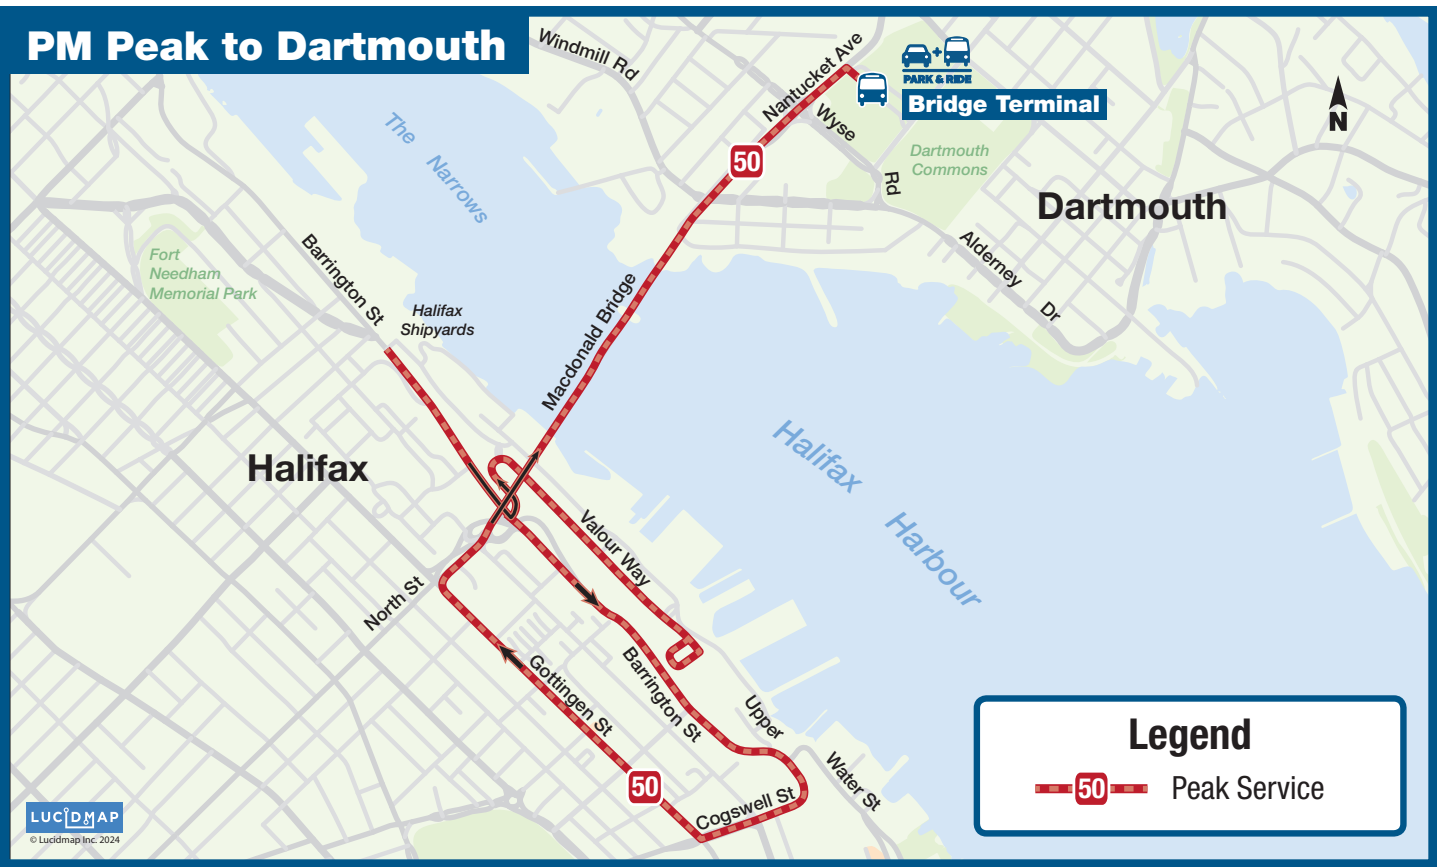 PM Peak to Dartmouth
Windmill Rd
Nantucket Ave
PARK & RIDE
Bridge Terminal
N
The Narrows
Wyse Rd
50
Dartmouth
Commons
Dartmouth
Fort
Needham
Memorial Park
Barrington St
Halifax
Shipyards
Macdonald Bridge
Alderney Dr
Halifax
Halifax Harbour
Valour Way
North St
Gottingen St
Barrington St
Upper Water St
50
Cogswell St
Legend
50 Peak Service
LUCIDMAP
© Lucidmap Inc. 2024